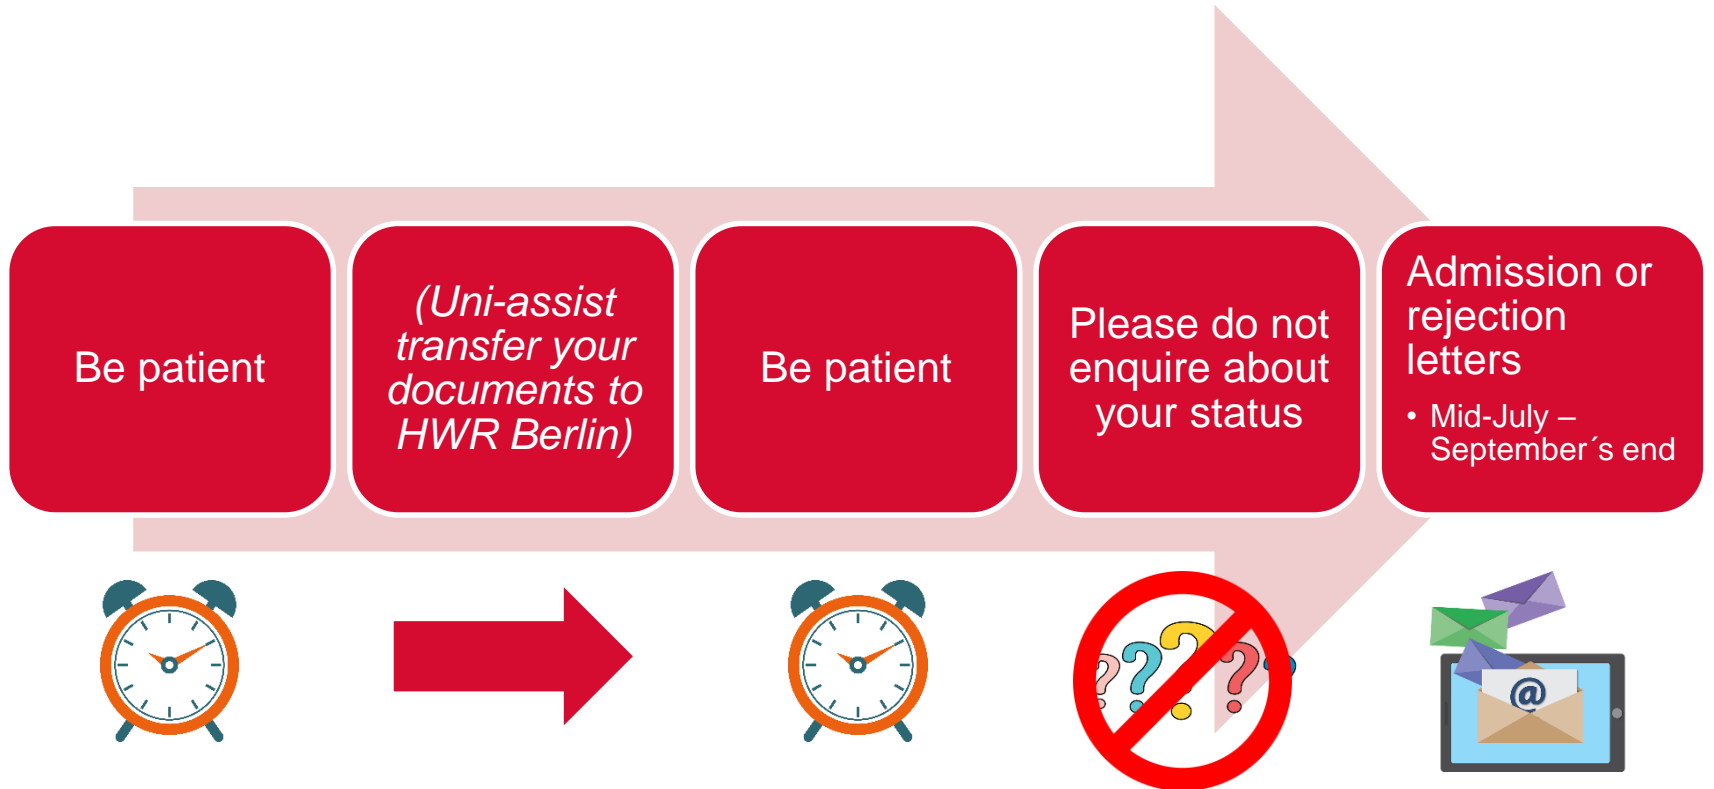 Be patient
(Uni-assist
transfer your
documents to
HWR Berlin)
Be patient
Please do not
enquire about
your status
Admission or
rejection
letters
• Mid-July –
September´s end
? ? ? ? ?
@